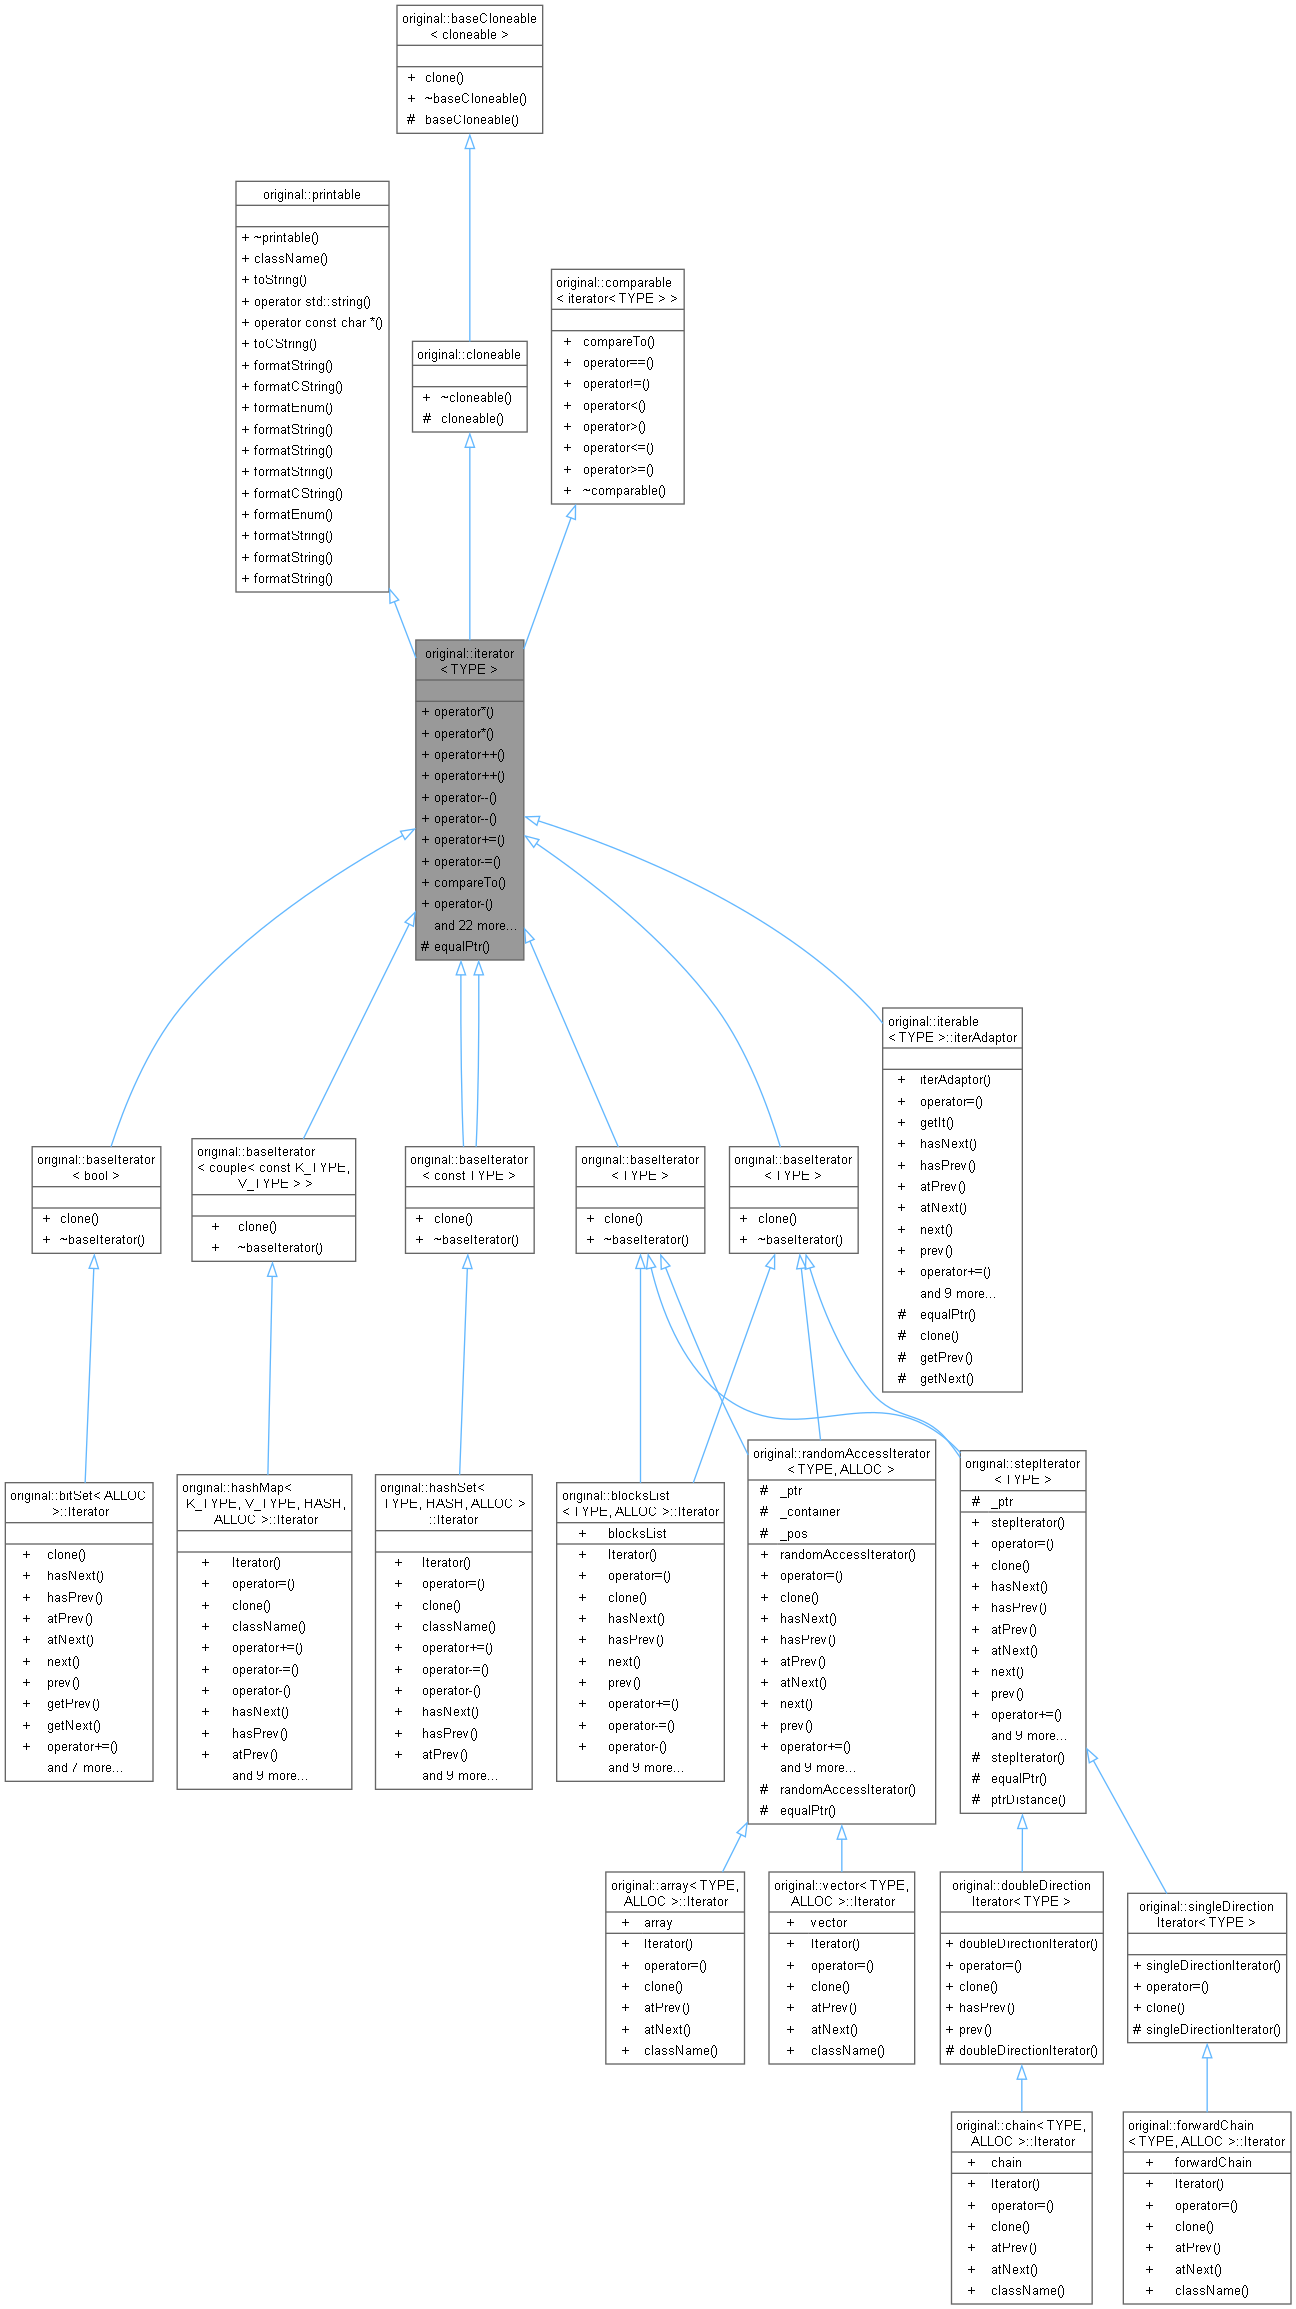 original::baseCloneable
< cloneable >
+ clone()
+ ~baseCloneable()
# baseCloneable()
original::printable
+ ~printable()
+ className()
+ toString()
+ operator std::string()
+ operator const char *()
+ toCString()
+ formatString()
+ formatCString()
+ formatEnum()
+ formatString()
+ formatString()
+ formatString()
+ formatCString()
+ formatEnum()
+ formatString()
+ formatString()
+ formatString()
original::cloneable
+ ~cloneable()
# cloneable()
original::comparable
< iterator< TYPE > >
+ compareTo()
+ operator==()
+ operator!=()
+ operator<()
+ operator>()
+ operator<=()
+ operator>=()
+ ~comparable()
original::iterator
< TYPE >
+ operator*()
+ operator*()
+ operator++()
+ operator++()
+ operator--()
+ operator--()
+ operator+=()
+ operator-=()
+ compareTo()
+ operator-()
and 22 more...
# equalPtr()
original::baseIterator
< bool >
+ clone()
+ ~baseIterator()
original::baseIterator
< couple< const K_TYPE,
V_TYPE > >
+ clone()
+ ~baseIterator()
original::baseIterator
< const TYPE >
+ clone()
+ ~baseIterator()
original::baseIterator
< TYPE >
+ clone()
+ ~baseIterator()
original::baseIterator
< TYPE >
+ clone()
+ ~baseIterator()
original::iterable
< TYPE >::iterAdaptor
+ iterAdaptor()
+ operator=()
+ getIt()
+ hasNext()
+ hasPrev()
+ atPrev()
+ atNext()
+ next()
+ prev()
+ operator+=()
and 9 more...
# equalPtr()
# clone()
# getPrev()
# getNext()
original::bitSet< ALLOC
>::Iterator
+ clone()
+ hasNext()
+ hasPrev()
+ atPrev()
+ atNext()
+ next()
+ prev()
+ getPrev()
+ getNext()
+ operator+=()
and 7 more...
original::hashMap<
K_TYPE, V_TYPE, HASH,
ALLOC >::Iterator
+ Iterator()
+ operator=()
+ clone()
+ className()
+ operator+=()
+ operator-=()
+ operator-()
+ hasNext()
+ hasPrev()
+ atPrev()
and 9 more...
original::hashSet<
TYPE, HASH, ALLOC >
::Iterator
+ Iterator()
+ operator=()
+ clone()
+ className()
+ operator+=()
+ operator-=()
+ operator-()
+ hasNext()
+ hasPrev()
+ atPrev()
and 9 more...
original::blocksList
< TYPE, ALLOC >::Iterator
+ blocksList
+ Iterator()
+ operator=()
+ clone()
+ hasNext()
+ hasPrev()
+ next()
+ prev()
+ operator+=()
+ operator-=()
+ operator-()
and 9 more...
original::randomAccessIterator
< TYPE, ALLOC >
# _ptr
# _container
# _pos
+ randomAccessIterator()
+ operator=()
+ clone()
+ hasNext()
+ hasPrev()
+ atPrev()
+ atNext()
+ next()
+ prev()
+ operator+=()
and 9 more...
# randomAccessIterator()
# equalPtr()
original::stepIterator
< TYPE >
# _ptr
+ stepIterator()
+ operator=()
+ clone()
+ hasNext()
+ hasPrev()
+ atPrev()
+ atNext()
+ next()
+ prev()
+ operator+=()
and 9 more...
# stepIterator()
# equalPtr()
# ptrDistance()
original::array< TYPE,
ALLOC >::Iterator
+ array
+ Iterator()
+ operator=()
+ clone()
+ atPrev()
+ atNext()
+ className()
original::vector< TYPE,
ALLOC >::Iterator
+ vector
+ Iterator()
+ operator=()
+ clone()
+ atPrev()
+ atNext()
+ className()
original::doubleDirection
Iterator< TYPE >
+ doubleDirectionIterator()
+ operator=()
+ clone()
+ hasPrev()
+ prev()
# doubleDirectionIterator()
original::singleDirection
Iterator< TYPE >
+ singleDirectionIterator()
+ operator=()
+ clone()
# singleDirectionIterator()
original::chain< TYPE,
ALLOC >::Iterator
+ chain
+ Iterator()
+ operator=()
+ clone()
+ atPrev()
+ atNext()
+ className()
original::forwardChain
< TYPE, ALLOC >::Iterator
+ forwardChain
+ Iterator()
+ operator=()
+ clone()
+ atPrev()
+ atNext()
+ className()